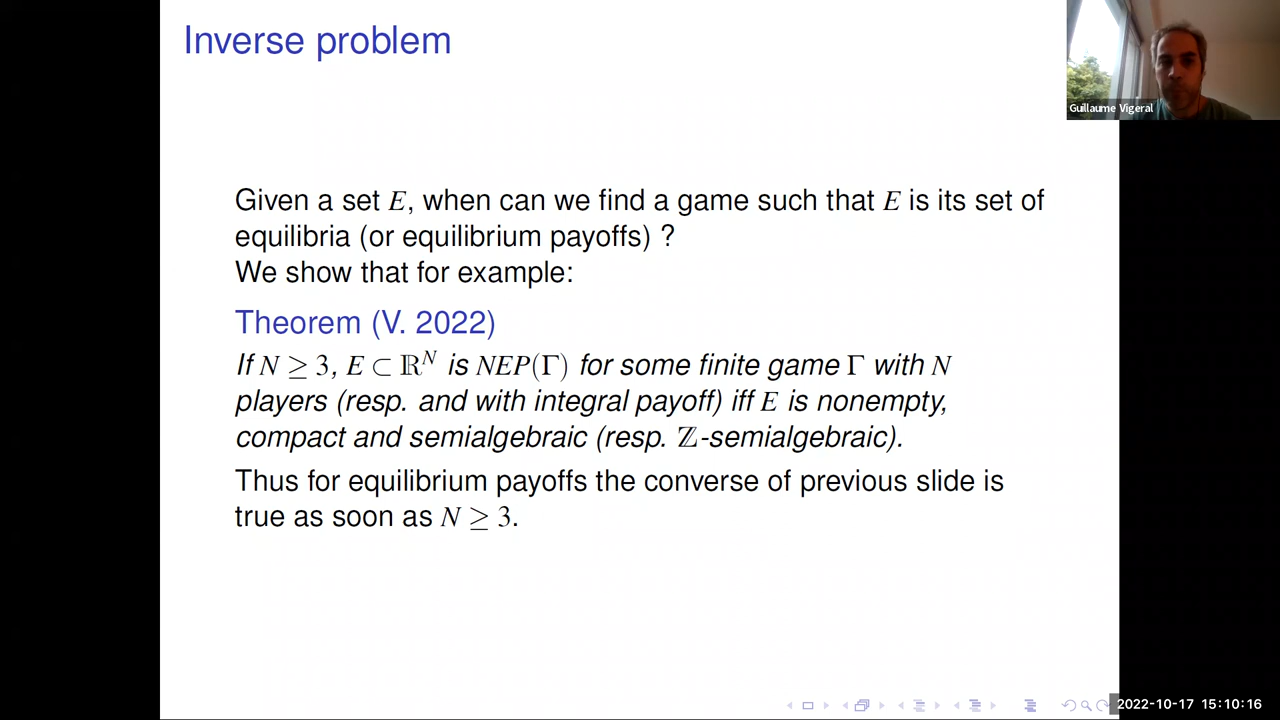 Inverse problem
Guillaume Vigeral
Given a set E, when can we find a game such that E is its set of
equilibria (or equilibrium payoffs) ?
We show that for example:
Theorem (V. 2022)
If N ≥ 3, E ⊂ ℝ^N is NEP(Γ) for some finite game Γ with N
players (resp. and with integral payoff) iff E is nonempty,
compact and semialgebraic (resp. ℤ-semialgebraic).
Thus for equilibrium payoffs the converse of previous slide is
true as soon as N ≥ 3.
2022-10-17 15:10:16